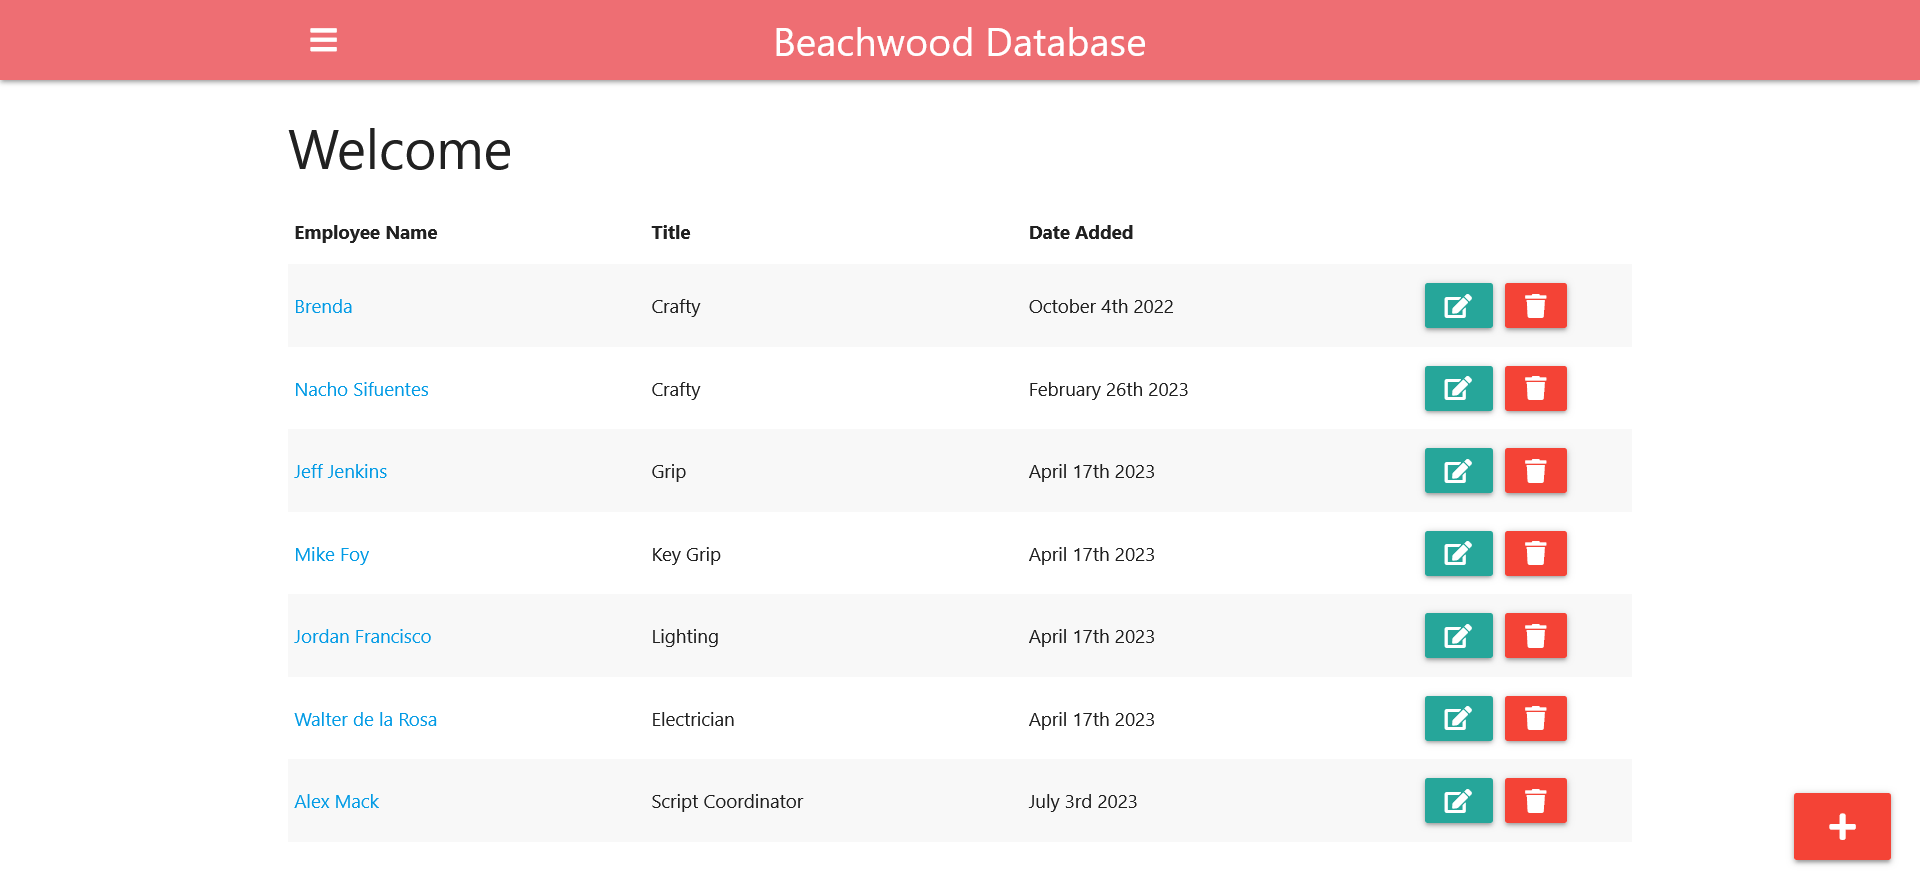 Beachwood Database
Welcome
Employee Name Title Date Added
Brenda Crafty October 4th 2022
Nacho Sifuentes Crafty February 26th 2023
Jeff Jenkins Grip April 17th 2023
Mike Foy Key Grip April 17th 2023
Jordan Francisco Lighting April 17th 2023
Walter de la Rosa Electrician April 17th 2023
Alex Mack Script Coordinator July 3rd 2023